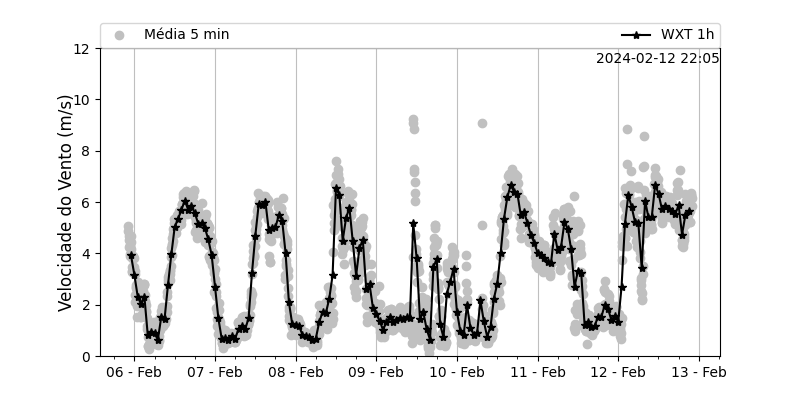 Média 5 min
WXT 1h
2024-02-12 22:05
Velocidade do Vento (m/s)
12
10
8
6
4
2
0
06 - Feb
07 - Feb
08 - Feb
09 - Feb
10 - Feb
11 - Feb
12 - Feb
13 - Feb